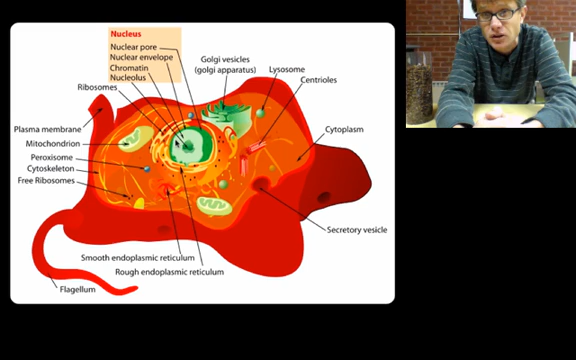 Nucleus
Nuclear pore
Nuclear envelope
Chromatin
Nucleolus
Ribosomes
Golgi vesicles
(golgi apparatus)
Lysosome
Centrioles
Plasma membrane
Mitochondrion
Peroxisome
Cytoskeleton
Free Ribosomes
Cytoplasm
Secretory vesicle
Smooth endoplasmic reticulum
Rough endoplasmic reticulum
Flagellum